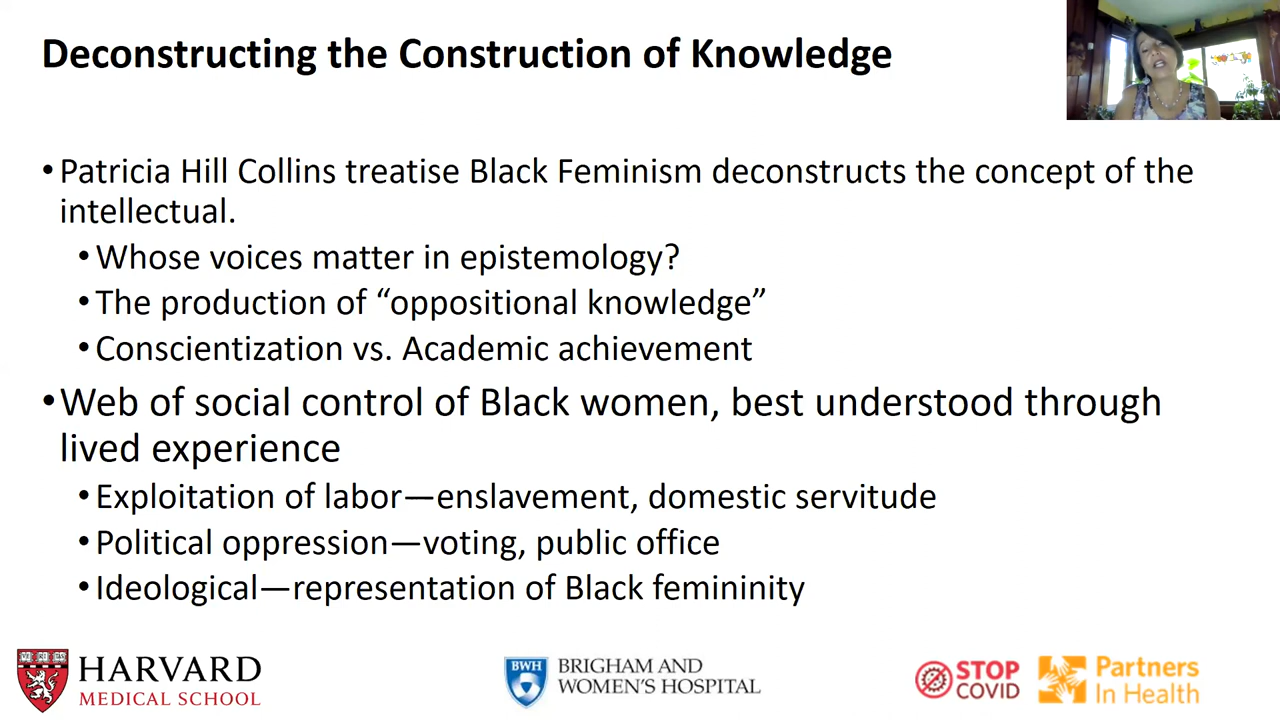 Deconstructing the Construction of Knowledge
•Patricia Hill Collins treatise Black Feminism deconstructs the concept of the
intellectual.
•Whose voices matter in epistemology?
•The production of “oppositional knowledge”
•Conscientization vs. Academic achievement
•Web of social control of Black women, best understood through
lived experience
•Exploitation of labor—enslavement, domestic servitude
•Political oppression—voting, public office
•Ideological—representation of Black femininity
HARVARD
MEDICAL SCHOOL
BWH
BRIGHAM AND
WOMEN'S HOSPITAL
STOP
COVID
Partners
In Health